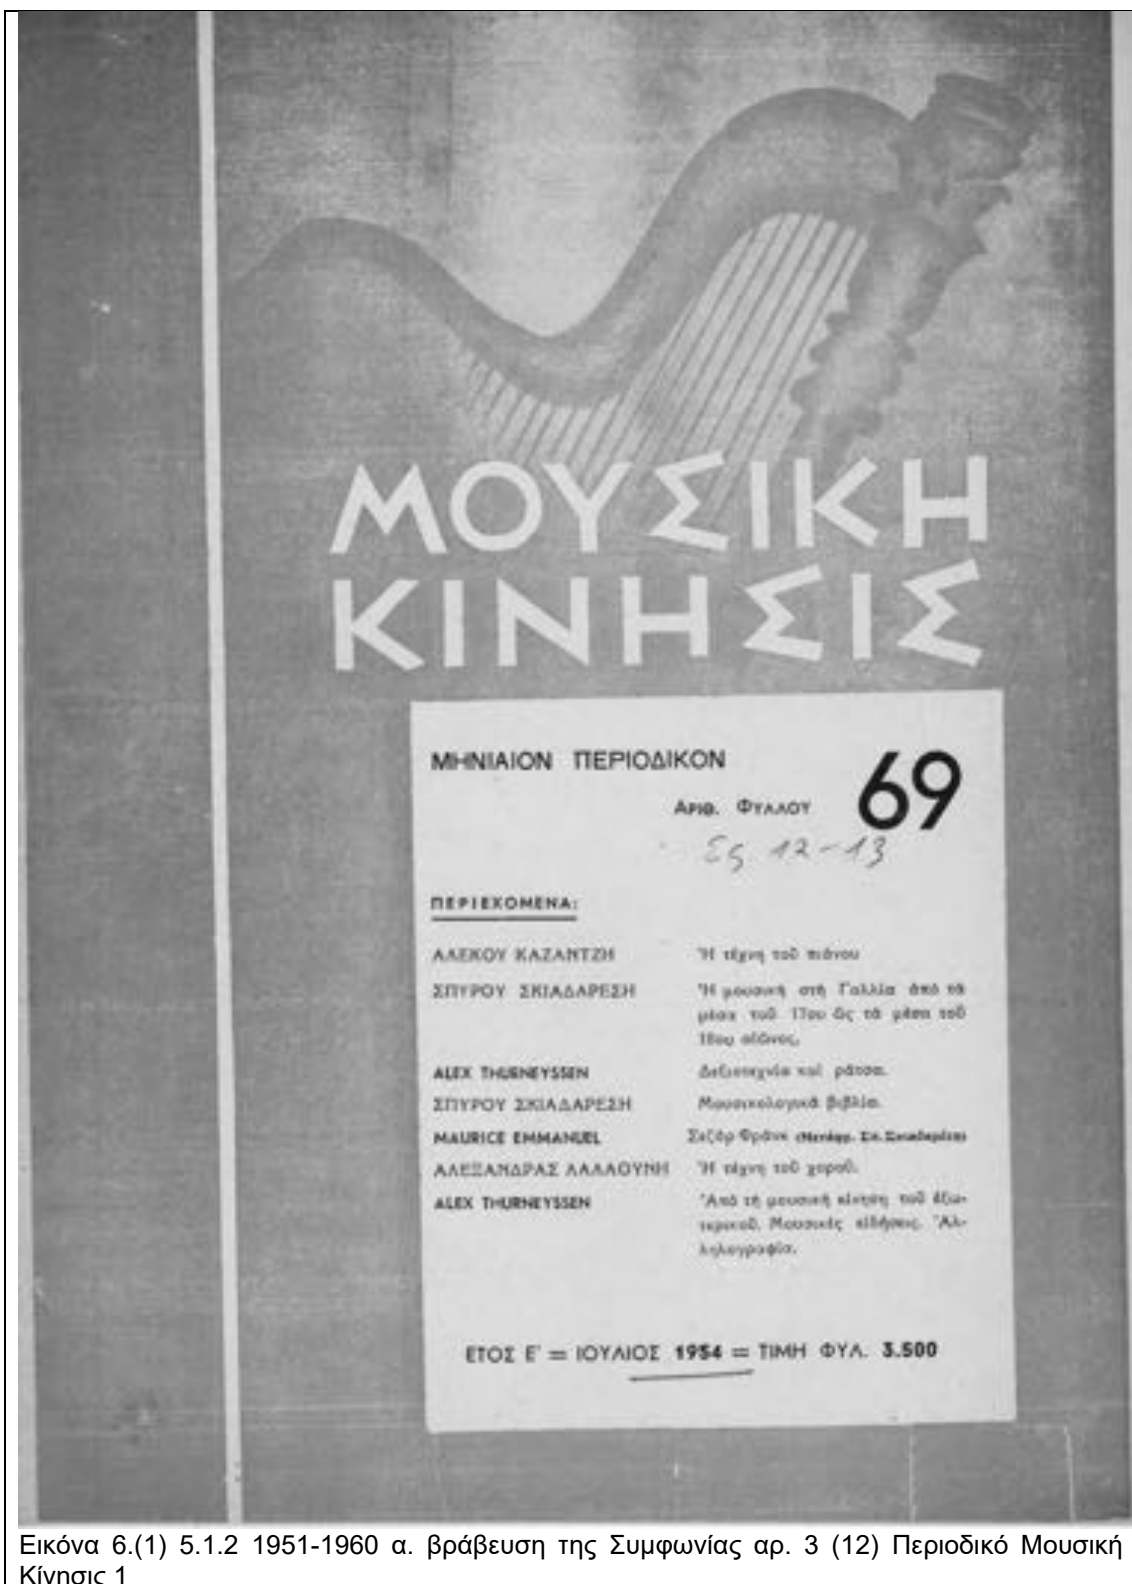 ΜΟΥΣΙΚΗ
ΚΙΝΗΣΙΣ
ΜΗΝΙΑΙΟΝ ΠΕΡΙΟΔΙΚΟΝ
ΑΡΙΘ. ΦΥΛΛΟΥ 69
Σς 12-13
ΠΕΡΙΕΧΟΜΕΝΑ:
ΑΛΕΚΟΥ ΚΑΖΑΝΤΖΗ Ἡ τέχνη τοῦ πιάνου
ΣΠΥΡΟΥ ΣΚΙΑΔΑΡΕΣΗ Ἡ μουσική στή Γαλλία ἀπό τά
μέσα τοῦ 17ου ὥς τά μέσα τοῦ
18ου αἰῶνος.
ALEX THURNEYSSEN Δεξιοτεχνία καί ράτσα.
ΣΠΥΡΟΥ ΣΚΙΑΔΑΡΕΣΗ Μουσικολογικά βιβλία.
MAURICE EMMANUEL Σεζάρ Φράνκ (Μετάφρ. Σπ. Σκιαδαρέση)
ΑΛΕΞΑΝΔΡΑΣ ΛΑΛΑΟΥΝΗ Ἡ τέχνη τοῦ χοροῦ.
ALEX THURNEYSSEN Ἀπό τή μουσική κίνηση τοῦ ἐξω-
τερικοῦ. Μουσικές εἰδήσεις. Ἀλ-
ληλογραφία.
ΕΤΟΣ Ε' = ΙΟΥΛΙΟΣ 1954 = ΤΙΜΗ ΦΥΛ. 3.500
Εικόνα 6.(1) 5.1.2 1951-1960 α. βράβευση της Συμφωνίας αρ. 3 (12) Περιοδικό Μουσική
Κίνησις 1